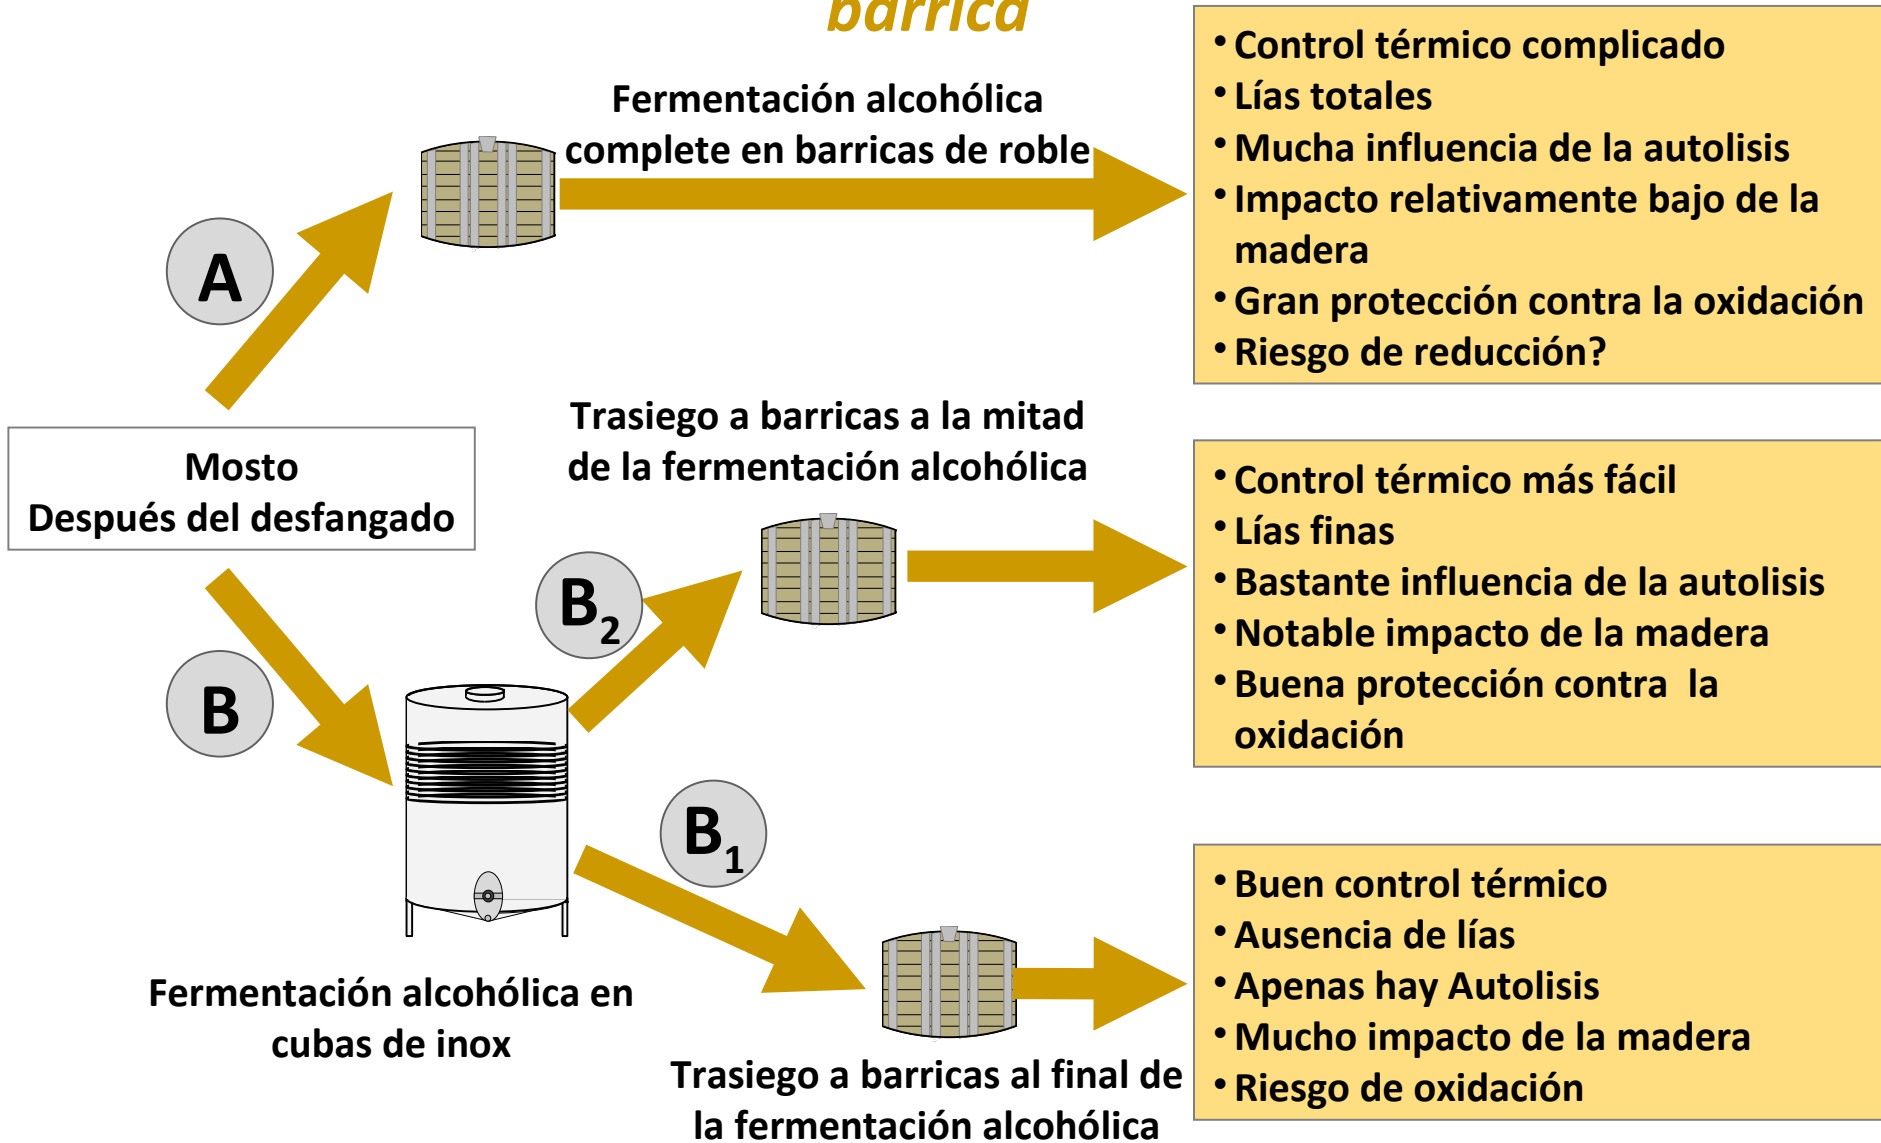 barrica
Fermentación alcohólica
complete en barricas de roble
• Control térmico complicado
• Lías totales
• Mucha influencia de la autolisis
• Impacto relativamente bajo de la
madera
• Gran protección contra la oxidación
• Riesgo de reducción?
A
Mosto
Después del desfangado
Trasiego a barricas a la mitad
de la fermentación alcohólica
B₂
• Control térmico más fácil
• Lías finas
• Bastante influencia de la autolisis
• Notable impacto de la madera
• Buena protección contra la
oxidación
B
B₁
Fermentación alcohólica en
cubas de inox
Trasiego a barricas al final de
la fermentación alcohólica
• Buen control térmico
• Ausencia de lías
• Apenas hay Autolisis
• Mucho impacto de la madera
• Riesgo de oxidación